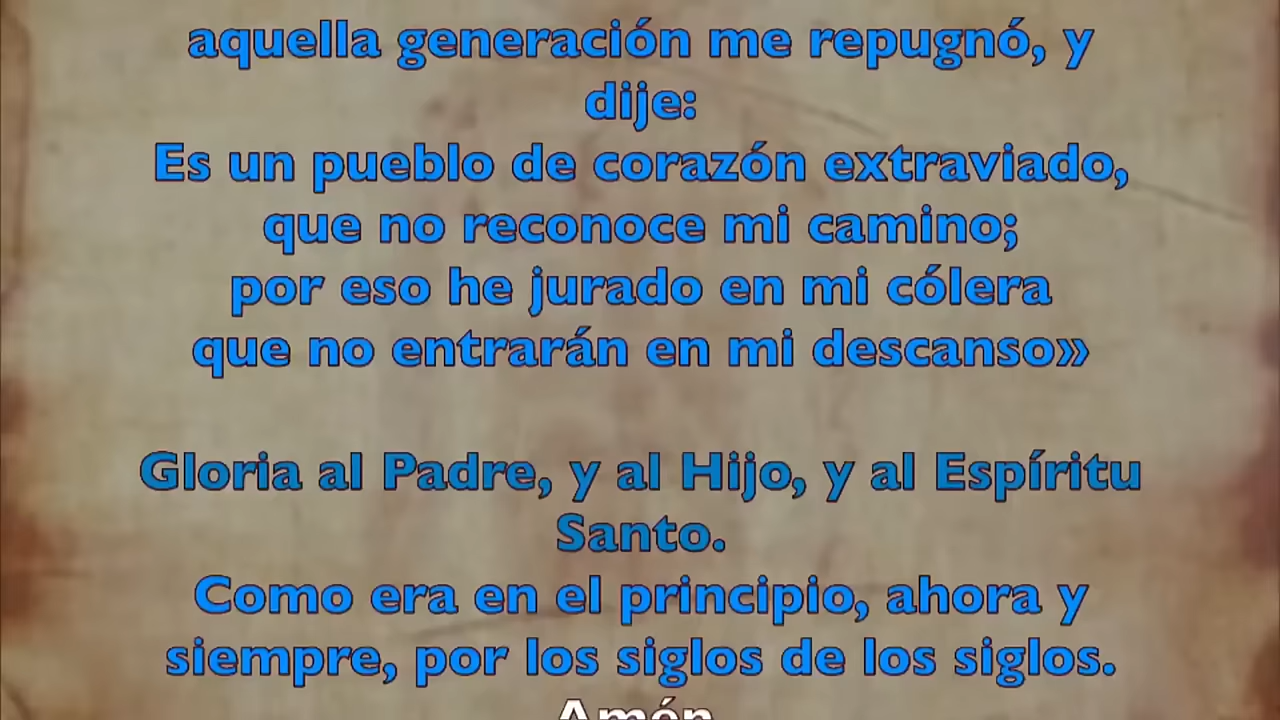 aquella generación me repugnó, y
dije:
Es un pueblo de corazón extraviado,
que no reconoce mi camino;
por eso he jurado en mi cólera
que no entrarán en mi descanso»
Gloria al Padre, y al Hijo, y al Espíritu
Santo.
Como era en el principio, ahora y
siempre, por los siglos de los siglos.
Amén